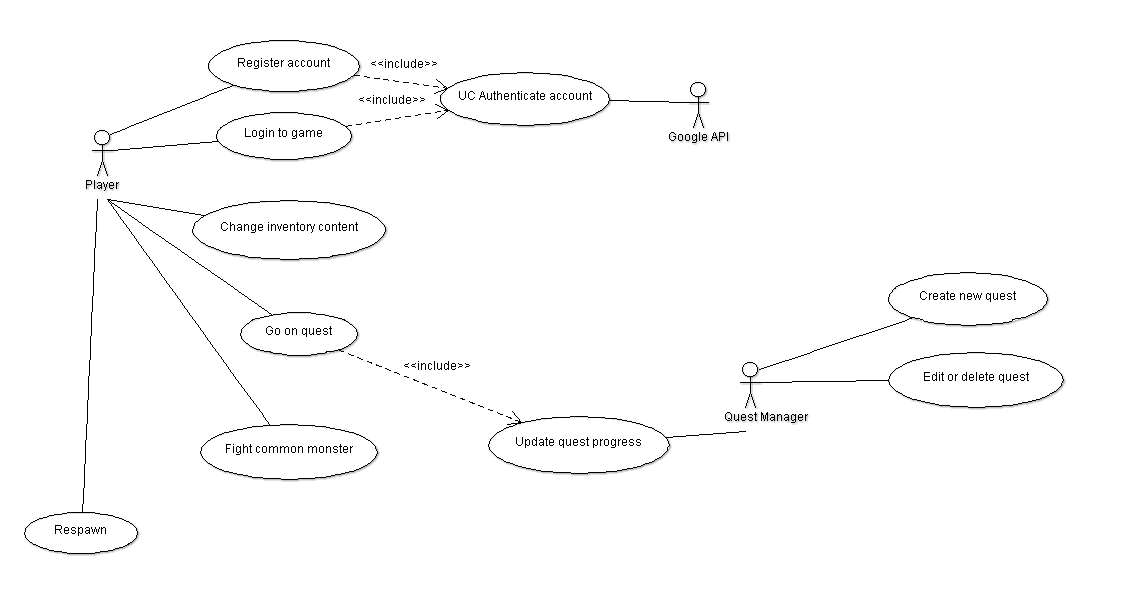 Register account
<<include>>
UC Authenticate account
<<include>>
Login to game
Google API
Player
Change inventory content
Create new quest
Go on quest
<<include>>
Edit or delete quest
Quest Manager
Update quest progress
Fight common monster
Respawn